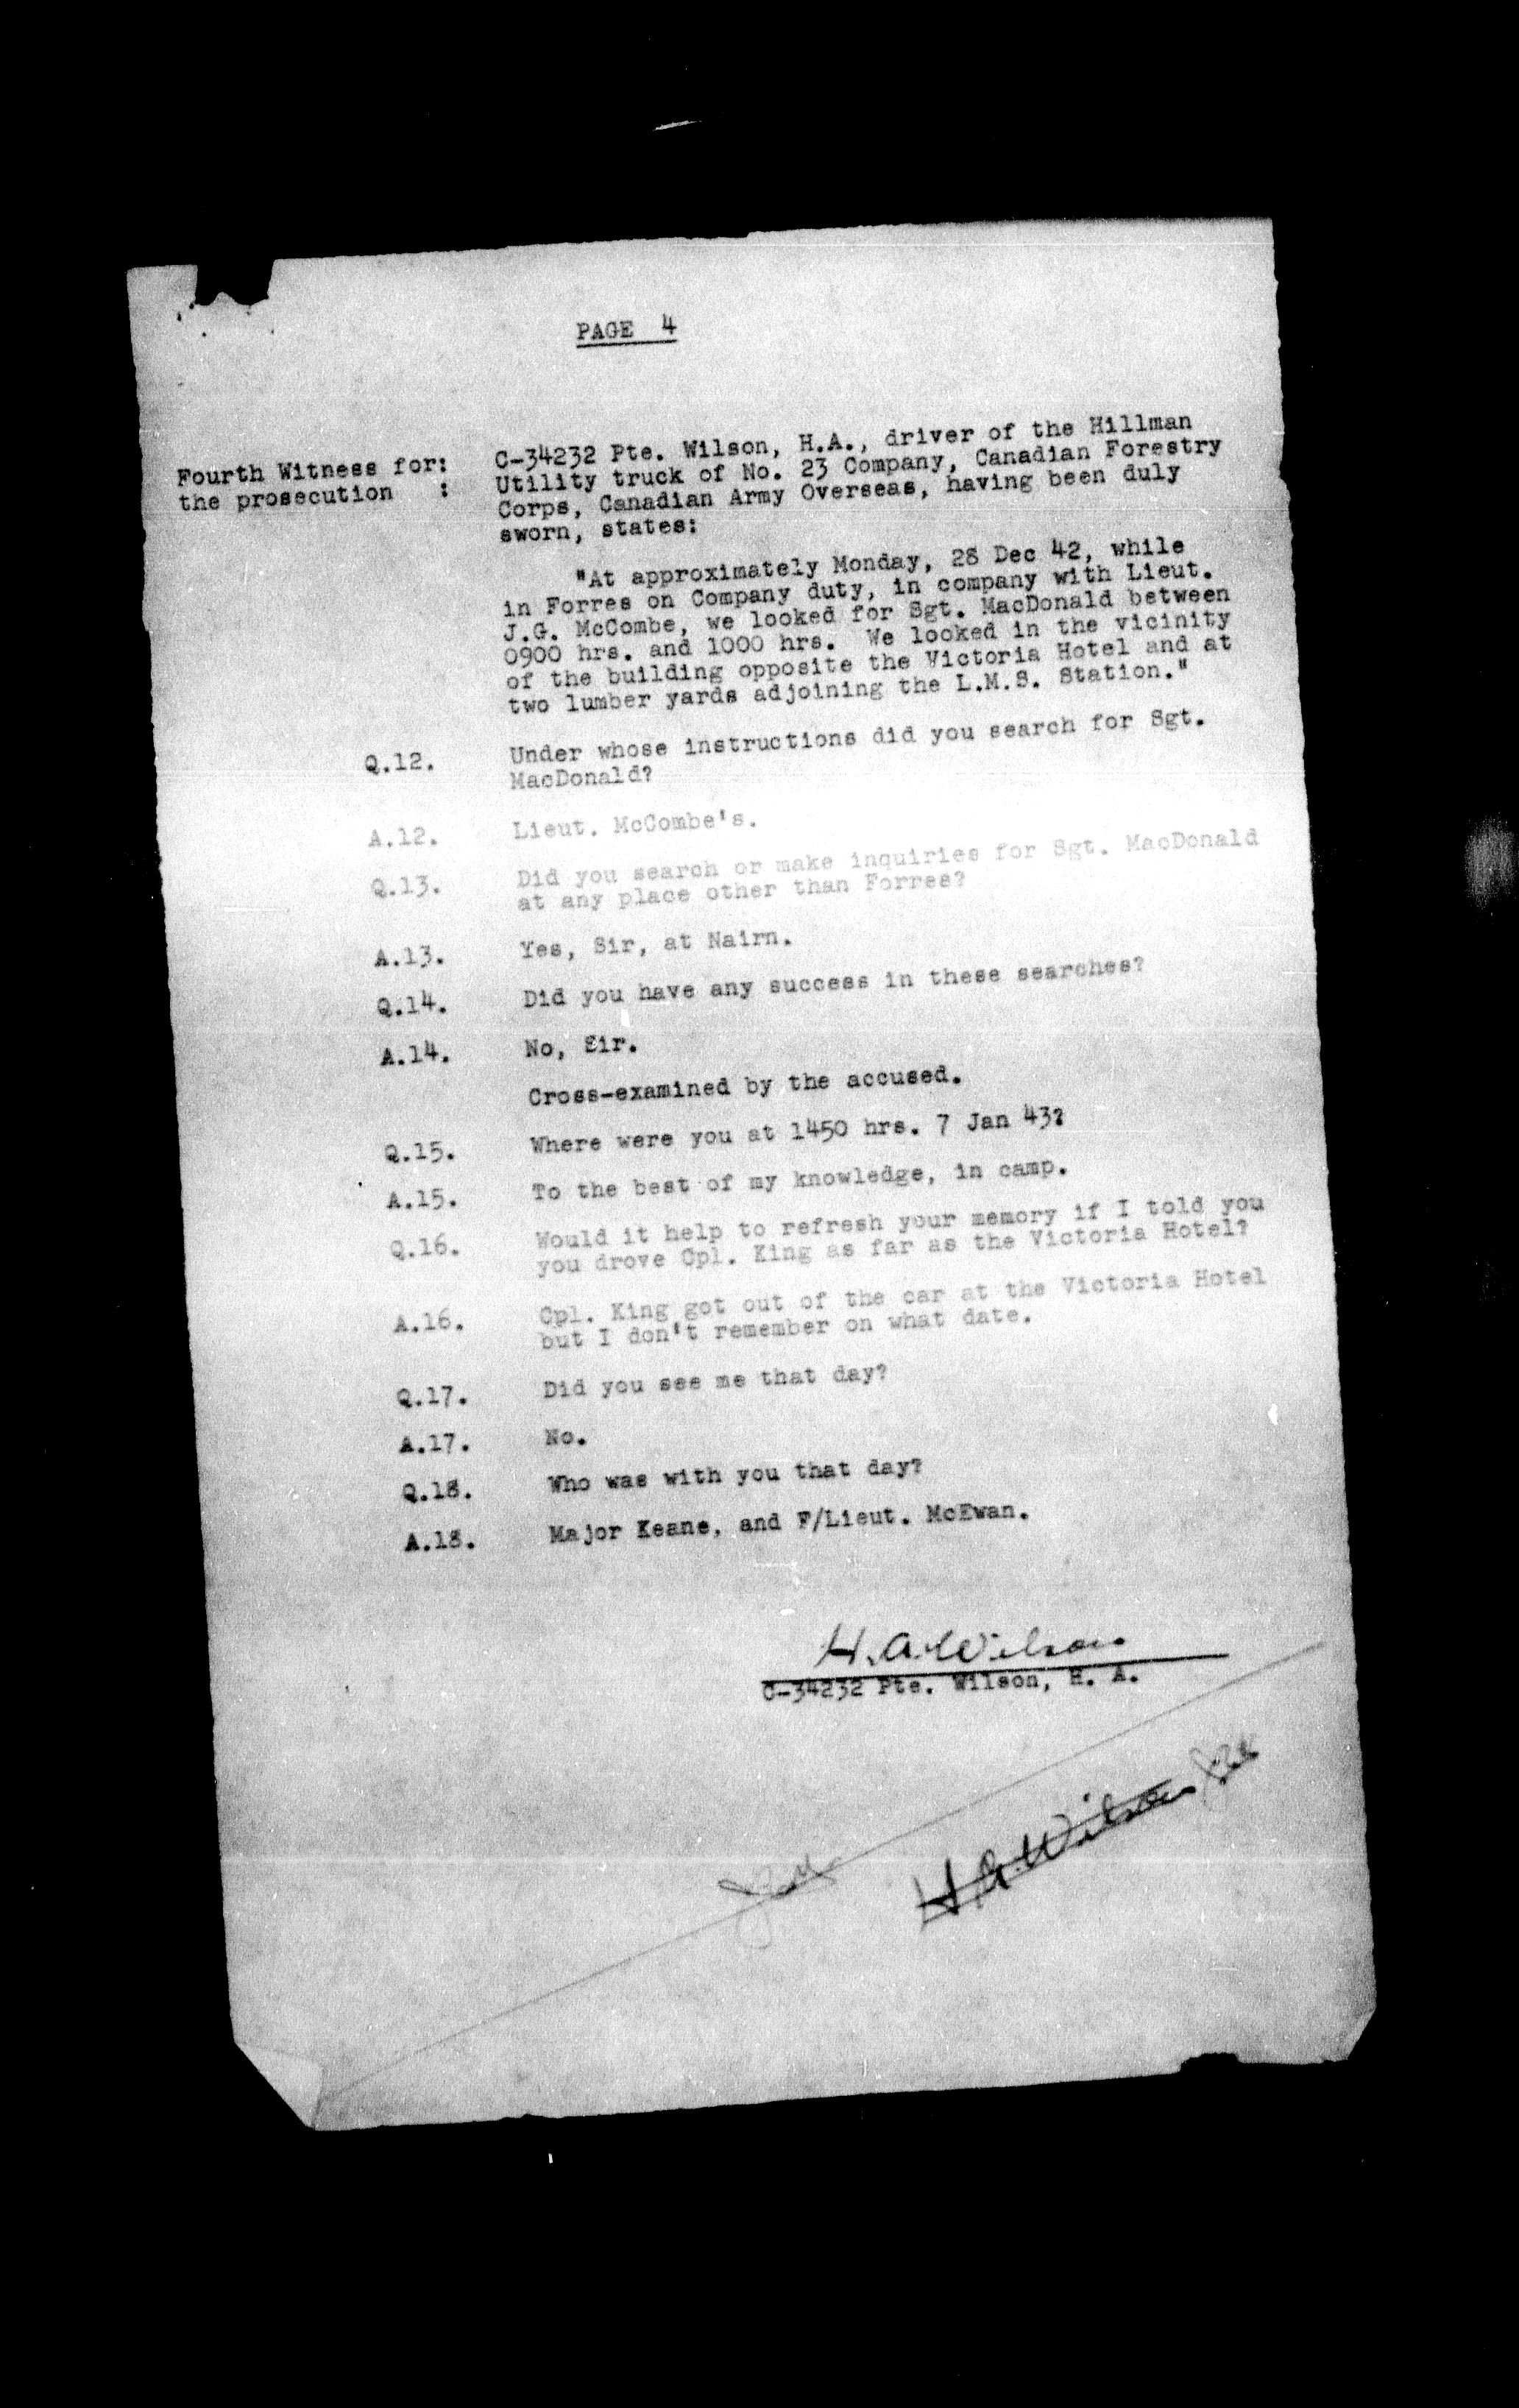 PAGE 4
Fourth Witness for:
the prosecution :
C-34232 Pte. Wilson, H.A., driver of the Hillman
Utility truck of No. 23 Company, Canadian Forestry
Corps, Canadian Army Overseas, having been duly
sworn, states:
"At approximately Monday, 28 Dec 42, while
in Forres on Company duty, in company with Lieut.
J.G. McCombe, we looked for Sgt. MacDonald between
0900 hrs. and 1000 hrs. We looked in the vicinity
of the building opposite the Victoria Hotel and at
two lumber yards adjoining the L.M.S. Station."
Q.12. Under whose instructions did you search for Sgt.
MacDonald?
A.12. Lieut. McCombe's.
Q.13. Did you search or make inquiries for Sgt. MacDonald
at any place other than Forres?
A.13. Yes, Sir, at Nairn.
Q.14. Did you have any success in these searches?
A.14. No, Sir.
Cross-examined by the accused.
Q.15. Where were you at 1450 hrs. 7 Jan 43?
A.15. To the best of my knowledge, in camp.
Q.16. Would it help to refresh your memory if I told you
you drove Cpl. King as far as the Victoria Hotel?
A.16. Cpl. King got out of the car at the Victoria Hotel
but I don't remember on what date.
Q.17. Did you see me that day?
A.17. No.
Q.18. Who was with you that day?
A.18. Major Keane, and F/Lieut. McEwan.
H.A. Wilson
C-34232 Pte. Wilson, H. A.
H A Wilson